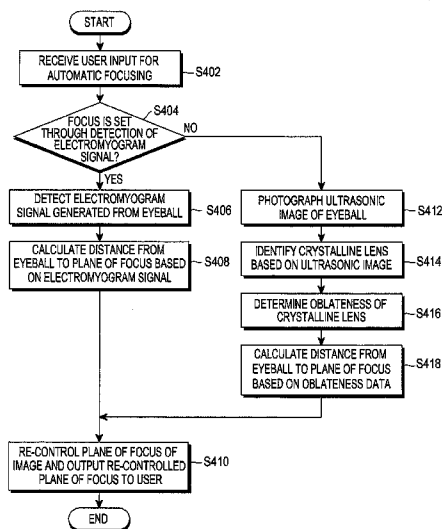 START
RECEIVE USER INPUT FOR
AUTOMATIC FOCUSING
S402
S404
FOCUS IS SET
THROUGH DETECTION OF
ELECTROMYOGRAM
SIGNAL?
NO
YES
DETECT ELECTROMYOGRAM
SIGNAL GENERATED FROM EYEBALL
S406
CALCULATE DISTANCE FROM
EYEBALL TO PLANE OF FOCUS BASED
ON ELECTROMYOGRAM SIGNAL
S408
PHOTOGRAPH ULTRASONIC
IMAGE OF EYEBALL
S412
IDENTIFY CRYSTALLINE LENS
BASED ON ULTRASONIC IMAGE
S414
DETERMINE OBLATENESS OF
CRYSTALLINE LENS
S416
CALCULATE DISTANCE FROM
EYEBALL TO PLANE OF FOCUS
BASED ON OBLATENESS DATA
S418
RE-CONTROL PLANE OF FOCUS OF
IMAGE AND OUTPUT RE-CONTROLLED
PLANE OF FOCUS TO USER
S410
END